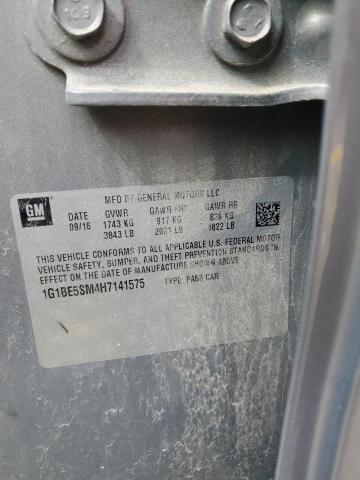 MFD BY GENERAL MOTORS LLC
GM
DATE GVWR GAWR FRT GAWR RR
09/16 1743 KG 917 KG 826 KG
3843 LB 2021 LB 1822 LB
THIS VEHICLE CONFORMS TO ALL APPLICABLE U.S. FEDERAL MOTOR
VEHICLE SAFETY, BUMPER, AND THEFT PREVENTION STANDARDS IN
EFFECT ON THE DATE OF MANUFACTURE SHOWN ABOVE.
1G1BE5SM4H7141575 TYPE: PASS CAR